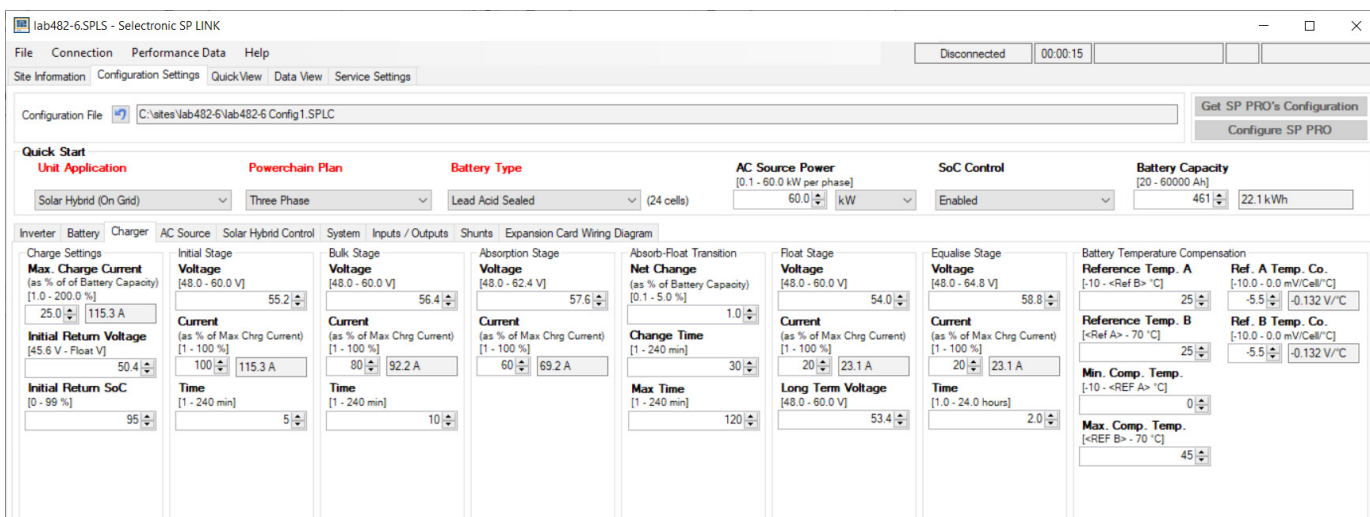 lab482-6.SPLS - Selectronic SP LINK
File Connection Performance Data Help
Disconnected 00:00:15
Site Information Configuration Settings QuickView Data View Service Settings
Configuration File C:\sites\lab482-6\lab482-6 Config1.SPLC
Get SP PRO's Configuration
Configure SP PRO
Quick Start
Unit Application
Solar Hybrid (On Grid)
Powerchain Plan
Three Phase
Battery Type
Lead Acid Sealed (24 cells)
AC Source Power
[0.1 - 60.0 kW per phase]
60.0 kW
SoC Control
Enabled
Battery Capacity
[20 - 60000 Ah]
461 22.1 kWh
Inverter Battery Charger AC Source Solar Hybrid Control System Inputs / Outputs Shunts Expansion Card Wiring Diagram
Charge Settings
Max. Charge Current
(as % of of Battery Capacity)
[1.0 - 200.0 %]
25.0 115.3 A
Initial Return Voltage
[45.6 V - Float V]
50.4
Initial Return SoC
[0 - 99 %]
95
Initial Stage
Voltage
[48.0 - 60.0 V]
55.2
Current
(as % of Max Chrg Current)
[1 - 100 %]
100 115.3 A
Time
[1 - 240 min]
5
Bulk Stage
Voltage
[48.0 - 60.0 V]
56.4
Current
(as % of Max Chrg Current)
[1 - 100 %]
80 92.2 A
Time
[1 - 240 min]
10
Absorption Stage
Voltage
[48.0 - 62.4 V]
57.6
Current
(as % of Max Chrg Current)
[1 - 100 %]
60 69.2 A
Absorb-Float Transition
Net Change
(as % of Battery Capacity)
[0.1 - 5.0 %]
1.0
Change Time
[1 - 240 min]
30
Max Time
[1 - 240 min]
120
Float Stage
Voltage
[48.0 - 60.0 V]
54.0
Current
(as % of Max Chrg Current)
[1 - 100 %]
20 23.1 A
Long Term Voltage
[48.0 - 60.0 V]
53.4
Equalise Stage
Voltage
[48.0 - 64.8 V]
58.8
Current
(as % of Max Chrg Current)
[1 - 100 %]
20 23.1 A
Time
[1.0 - 24.0 hours]
2.0
Battery Temperature Compensation
Reference Temp. A
[-10 - <Ref B> °C]
25
Ref. A Temp. Co.
[-10.0 - 0.0 mV/Cell/°C]
-5.5 -0.132 V/°C
Reference Temp. B
[<Ref A> - 70 °C]
25
Ref. B Temp. Co.
[-10.0 - 0.0 mV/Cell/°C]
-5.5 -0.132 V/°C
Min. Comp. Temp.
[-10 - <REF A> °C]
0
Max. Comp. Temp.
[<REF B> - 70 °C]
45